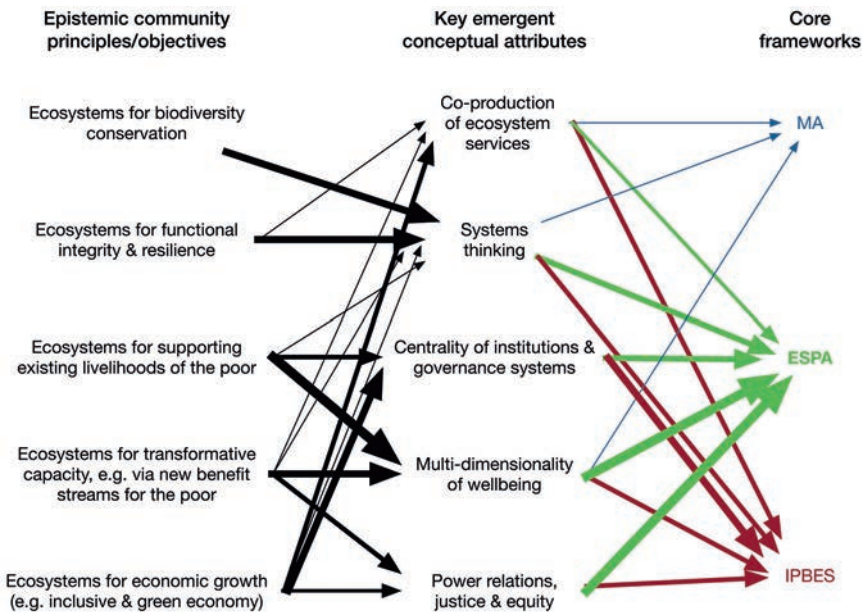 Epistemic community
principles/objectives
Key emergent
conceptual attributes
Core
frameworks
Ecosystems for biodiversity
conservation
Ecosystems for functional
integrity & resilience
Ecosystems for supporting
existing livelihoods of the poor
Ecosystems for transformative
capacity, e.g. via new benefit
streams for the poor
Ecosystems for economic growth
(e.g. inclusive & green economy)
Co-production
of ecosystem
services
Systems
thinking
Centrality of institutions &
governance systems
Multi-dimensionality
of wellbeing
Power relations,
justice & equity
MA
ESPA
IPBES